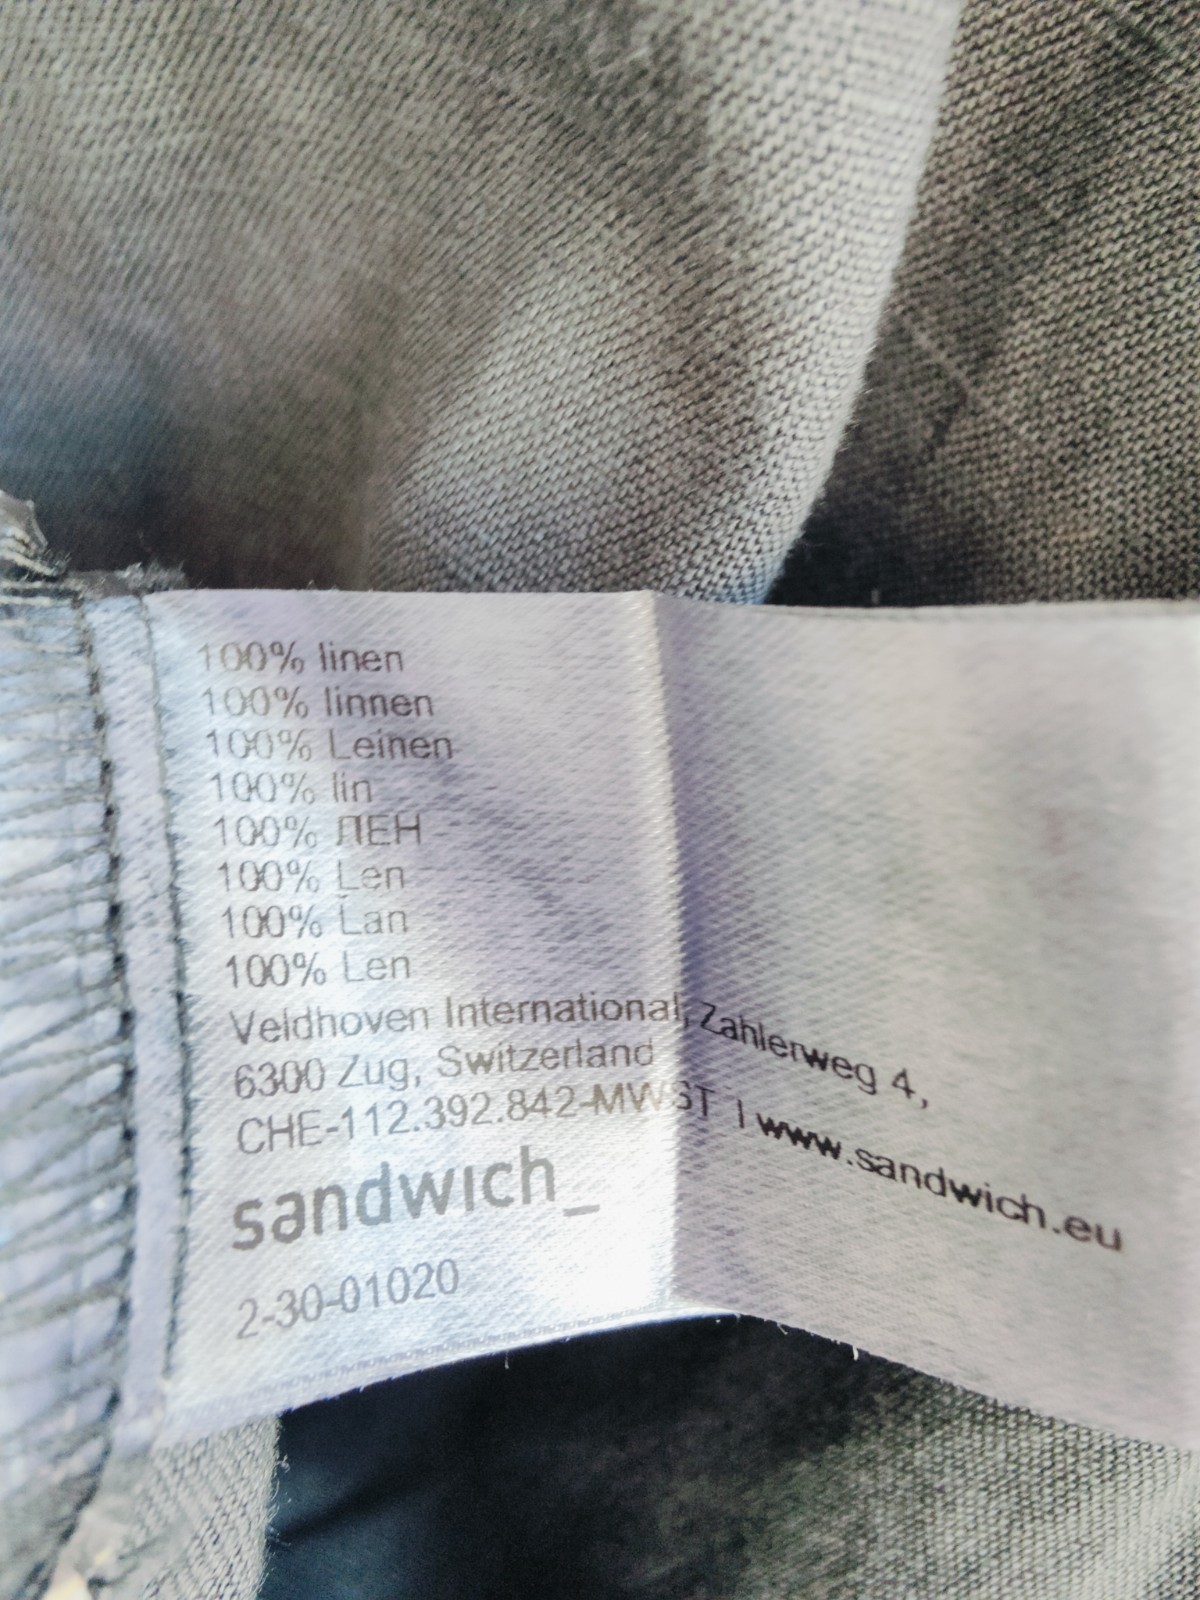 100% linen
100% linnen
100% Leinen
100% lin
100% ЛЕН
100% Len
100% Ľan
100% Len
Veldhoven International, Zahlerweg 4,
6300 Zug, Switzerland
CHE-112.392.842-MWST | www.sandwich.eu
sandwich_
2-30-01020